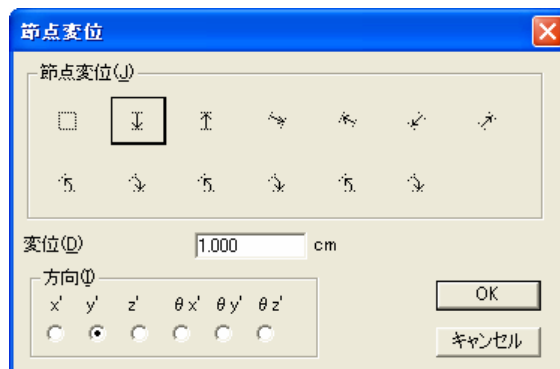 節点変位
節点変位(J)
変位(D) 1.000 cm
方向(I)
x' y' z' θx' θy' θz'
OK
キャンセル